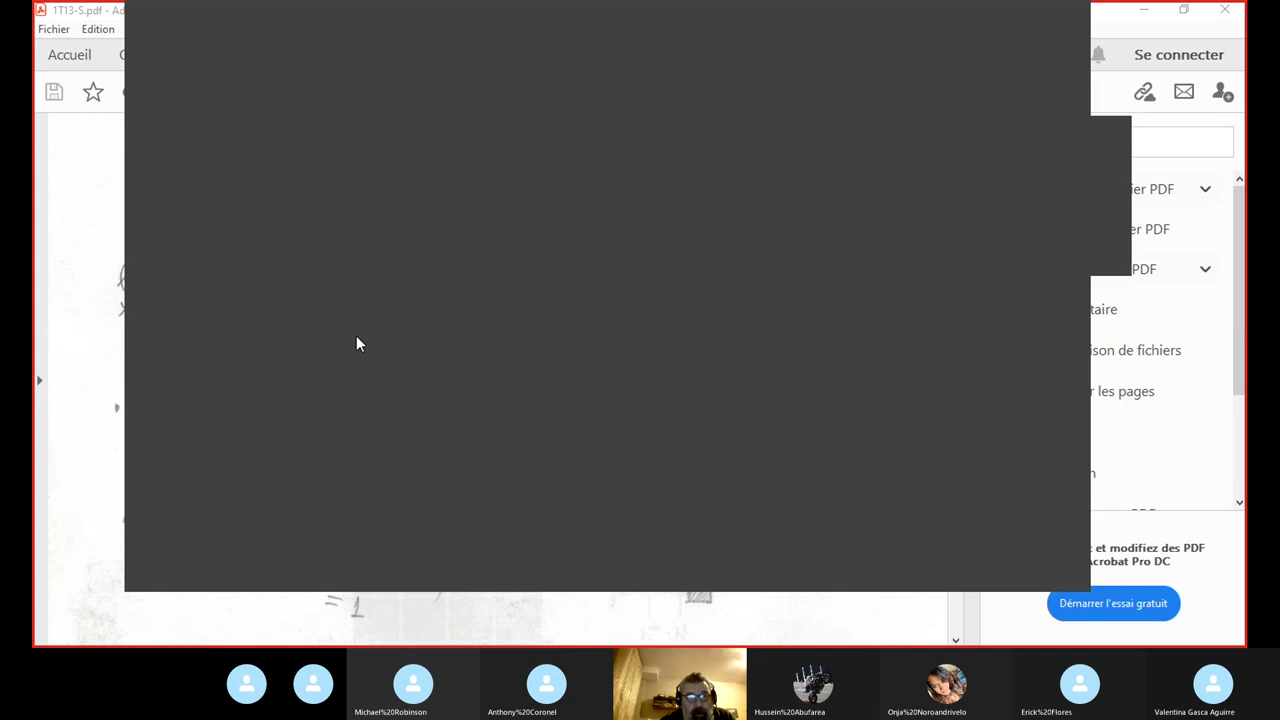 1T13-S.pdf - Ad
Fichier Edition
Accueil
Se connecter
ier PDF
er PDF
PDF
taire
ison de fichiers
r les pages
n
et modifiez des PDF
Acrobat Pro DC
Démarrer l'essai gratuit
= 1
Michael%20Robinson
Anthony%20Coronel
Hussein%20Abufarea
Onja%20Noroandrivelo
Erick%20Flores
Valentina Gasca Aguirre